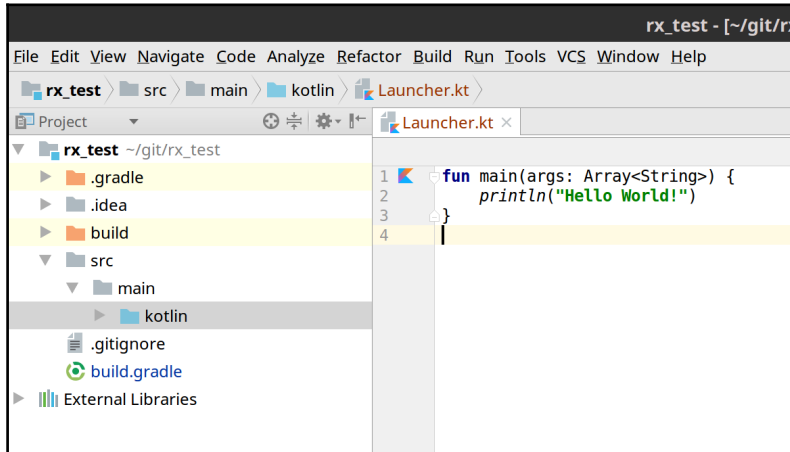 rx_test - [~/git/r
File Edit View Navigate Code Analyze Refactor Build Run Tools VCS Window Help
rx_test src main kotlin Launcher.kt
Project
Launcher.kt
rx_test ~/git/rx_test
.gradle
.idea
build
src
main
kotlin
.gitignore
build.gradle
External Libraries
1 fun main(args: Array<String>) {
2 println("Hello World!")
3 }
4